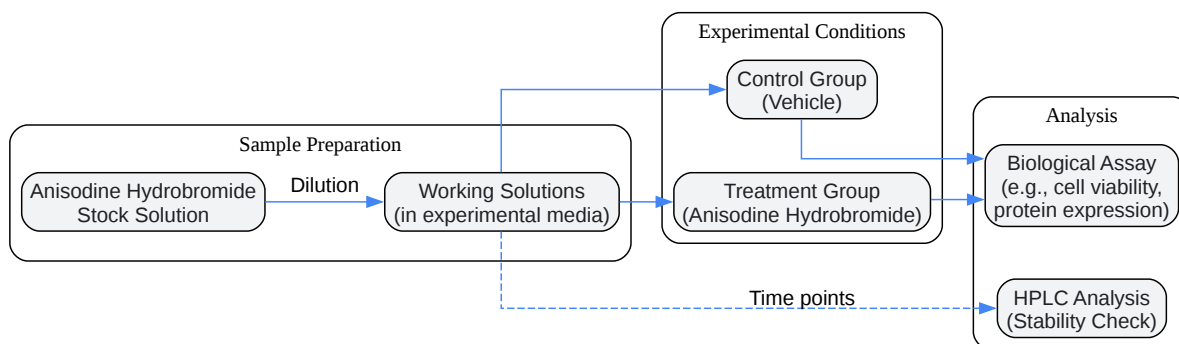 Sample Preparation
Anisodine Hydrobromide
Stock Solution
Dilution
Working Solutions
(in experimental media)
Experimental Conditions
Control Group
(Vehicle)
Treatment Group
(Anisodine Hydrobromide)
Analysis
Biological Assay
(e.g., cell viability,
protein expression)
Time points
HPLC Analysis
(Stability Check)